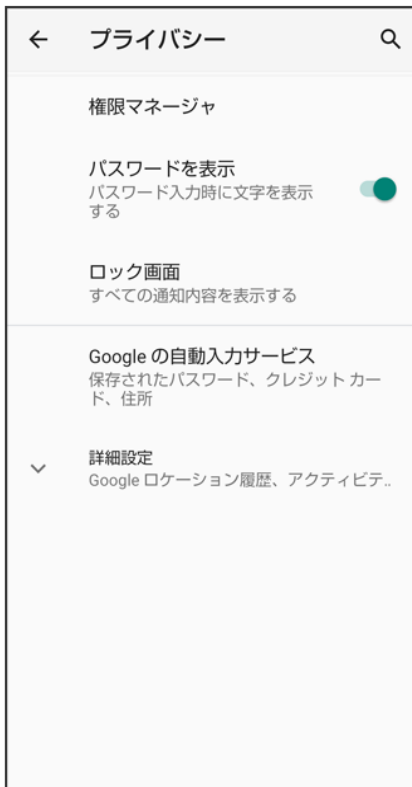 プライバシー
権限マネージャ
パスワードを表示
パスワード入力時に文字を表示
する
ロック画面
すべての通知内容を表示する
Google の自動入力サービス
保存されたパスワード、クレジット カー
ド、住所
詳細設定
Google ロケーション履歴、アクティビテ..